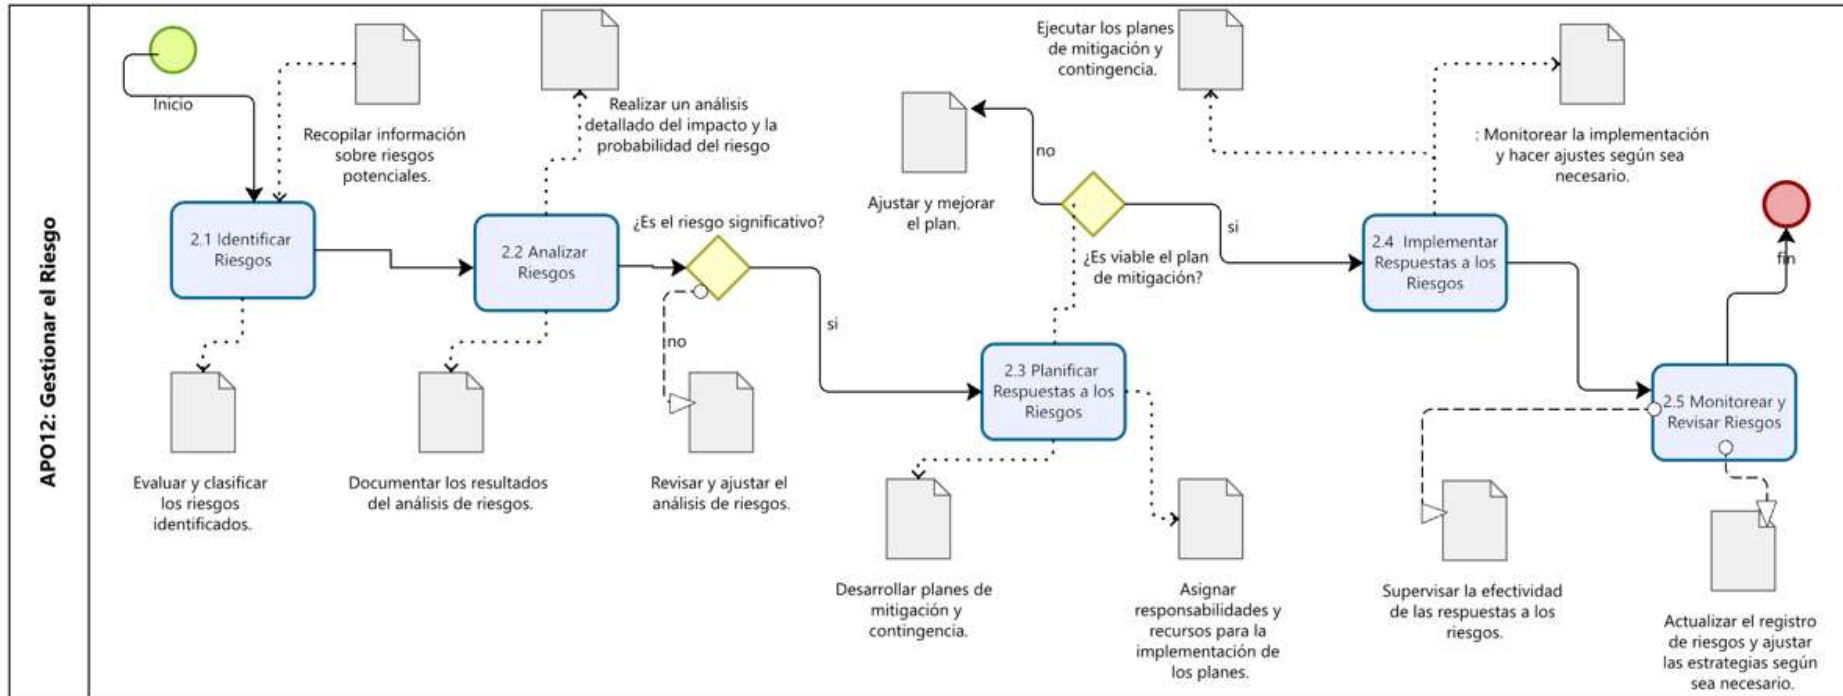 APO12: Gestionar el Riesgo
Inicio
Recopilar información
sobre riesgos
potenciales.
2.1 Identificar
Riesgos
Evaluar y clasificar
los riesgos
identificados.
Realizar un análisis
detallado del impacto y la
probabilidad del riesgo
2.2 Analizar
Riesgos
Documentar los resultados
del análisis de riesgos.
¿Es el riesgo significativo?
no
Revisar y ajustar el
análisis de riesgos.
si
2.3 Planificar
Respuestas a los
Riesgos
Desarrollar planes de
mitigación y
contingencia.
Asignar
responsabilidades y
recursos para la
implementación de
los planes.
¿Es viable el plan
de mitigación?
no
Ajustar y mejorar
el plan.
si
Ejecutar los planes
de mitigación y
contingencia.
: Monitorear la implementación
y hacer ajustes según sea
necesario.
2.4 Implementar
Respuestas a los
Riesgos
2.5 Monitorear y
Revisar Riesgos
Supervisar la efectividad
de las respuestas a los
riesgos.
Actualizar el registro
de riesgos y ajustar
las estrategias según
sea necesario.
fin